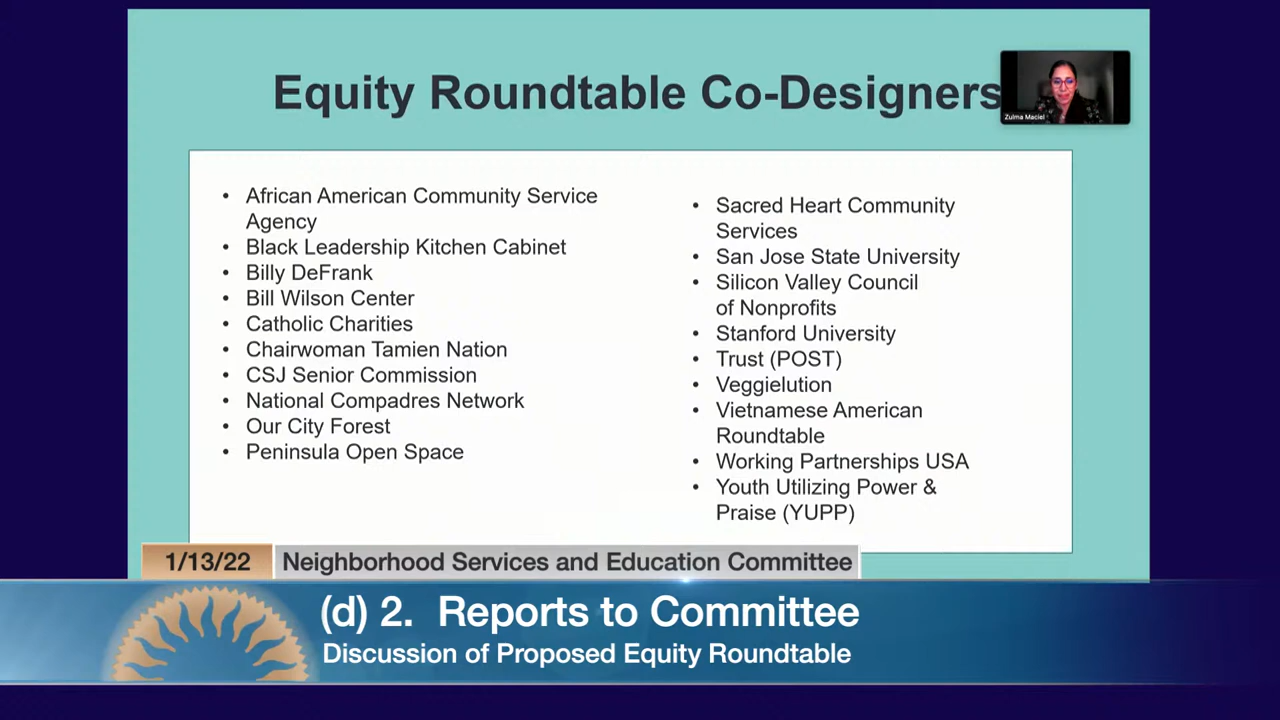 Equity Roundtable Co-Designers
Zulma Maciel
• African American Community Service
Agency
• Black Leadership Kitchen Cabinet
• Billy DeFrank
• Bill Wilson Center
• Catholic Charities
• Chairwoman Tamien Nation
• CSJ Senior Commission
• National Compadres Network
• Our City Forest
• Peninsula Open Space
• Sacred Heart Community
Services
• San Jose State University
• Silicon Valley Council
of Nonprofits
• Stanford University
• Trust (POST)
• Veggielution
• Vietnamese American
Roundtable
• Working Partnerships USA
• Youth Utilizing Power &
Praise (YUPP)
1/13/22 Neighborhood Services and Education Committee
(d) 2. Reports to Committee
Discussion of Proposed Equity Roundtable